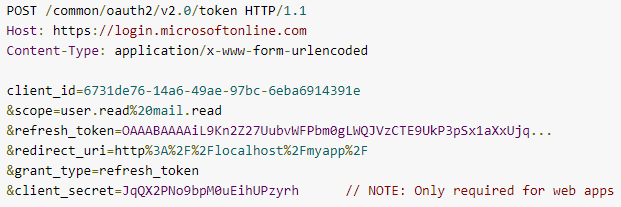 POST /common/oauth2/v2.0/token HTTP/1.1
Host: https://login.microsoftonline.com
Content-Type: application/x-www-form-urlencoded

client_id=6731de76-14a6-49ae-97bc-6eba6914391e
&scope=user.read%20mail.read
&refresh_token=OAAABAAAAiL9Kn2Z27UubvWFPbm0gLWQJVzCTE9UkP3pSx1aXxUjq...
&redirect_uri=http%3A%2F%2Flocalhost%2Fmyapp%2F
&grant_type=refresh_token
&client_secret=JqQX2PNo9bpM0uEihUPzyrh      // NOTE: Only required for web apps